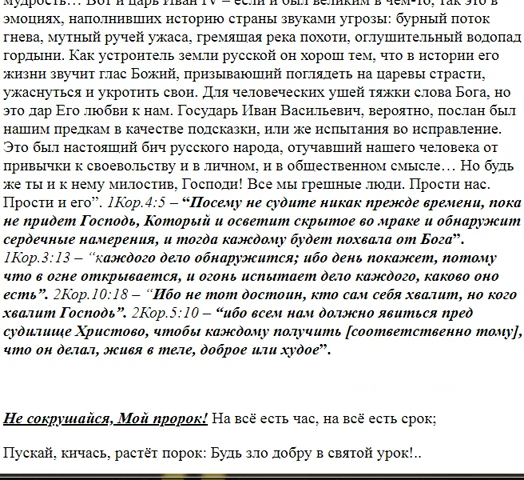 мудрость… Вот и царь Иван IV – если и был великим в чём-то, так это в
эмоциях, наполнивших историю страны звуками угрозы: бурный поток
гнева, мутный ручей ужаса, гремящая река похоти, оглушительный водопад
гордыни. Как устроитель земли русской он хорош тем, что в истории его
жизни звучит глас Божий, призывающий поглядеть на царевы страсти,
ужаснуться и укротить свои. Для человеческих ушей тяжки слова Бога, но
это дар Его любви к нам. Государь Иван Васильевич, вероятно, послан был
нашим предкам в качестве подсказки, или же испытания во исправление.
Это был настоящий бич русского народа, отучавший нашего человека от
привычки к своевольству и в личном, и в общественном смысле… Но будь
же ты и к нему милостив, Господи! Все мы грешные люди. Прости нас.
Прости и его”. 1Кор.4:5 – “Посему не судите никак прежде времени, пока
не придет Господь, Который и осветит скрытое во мраке и обнаружит
сердечные намерения, и тогда каждому будет похвала от Бога”.
1Кор.3:13 – “каждого дело обнаружится; ибо день покажет, потому
что в огне открывается, и огонь испытает дело каждого, каково оно
есть”. 2Кор.10:18 – “Ибо не тот достоин, кто сам себя хвалит, но кого
хвалит Господь”. 2Кор.5:10 – “ибо всем нам должно явиться пред
судилище Христово, чтобы каждому получить [соответственно тому],
что он делал, живя в теле, доброе или худое”.
Не сокрушайся, Мой пророк! На всё есть час, на всё есть срок;
Пускай, кичась, растёт порок: Будь зло добру в святой урок!..